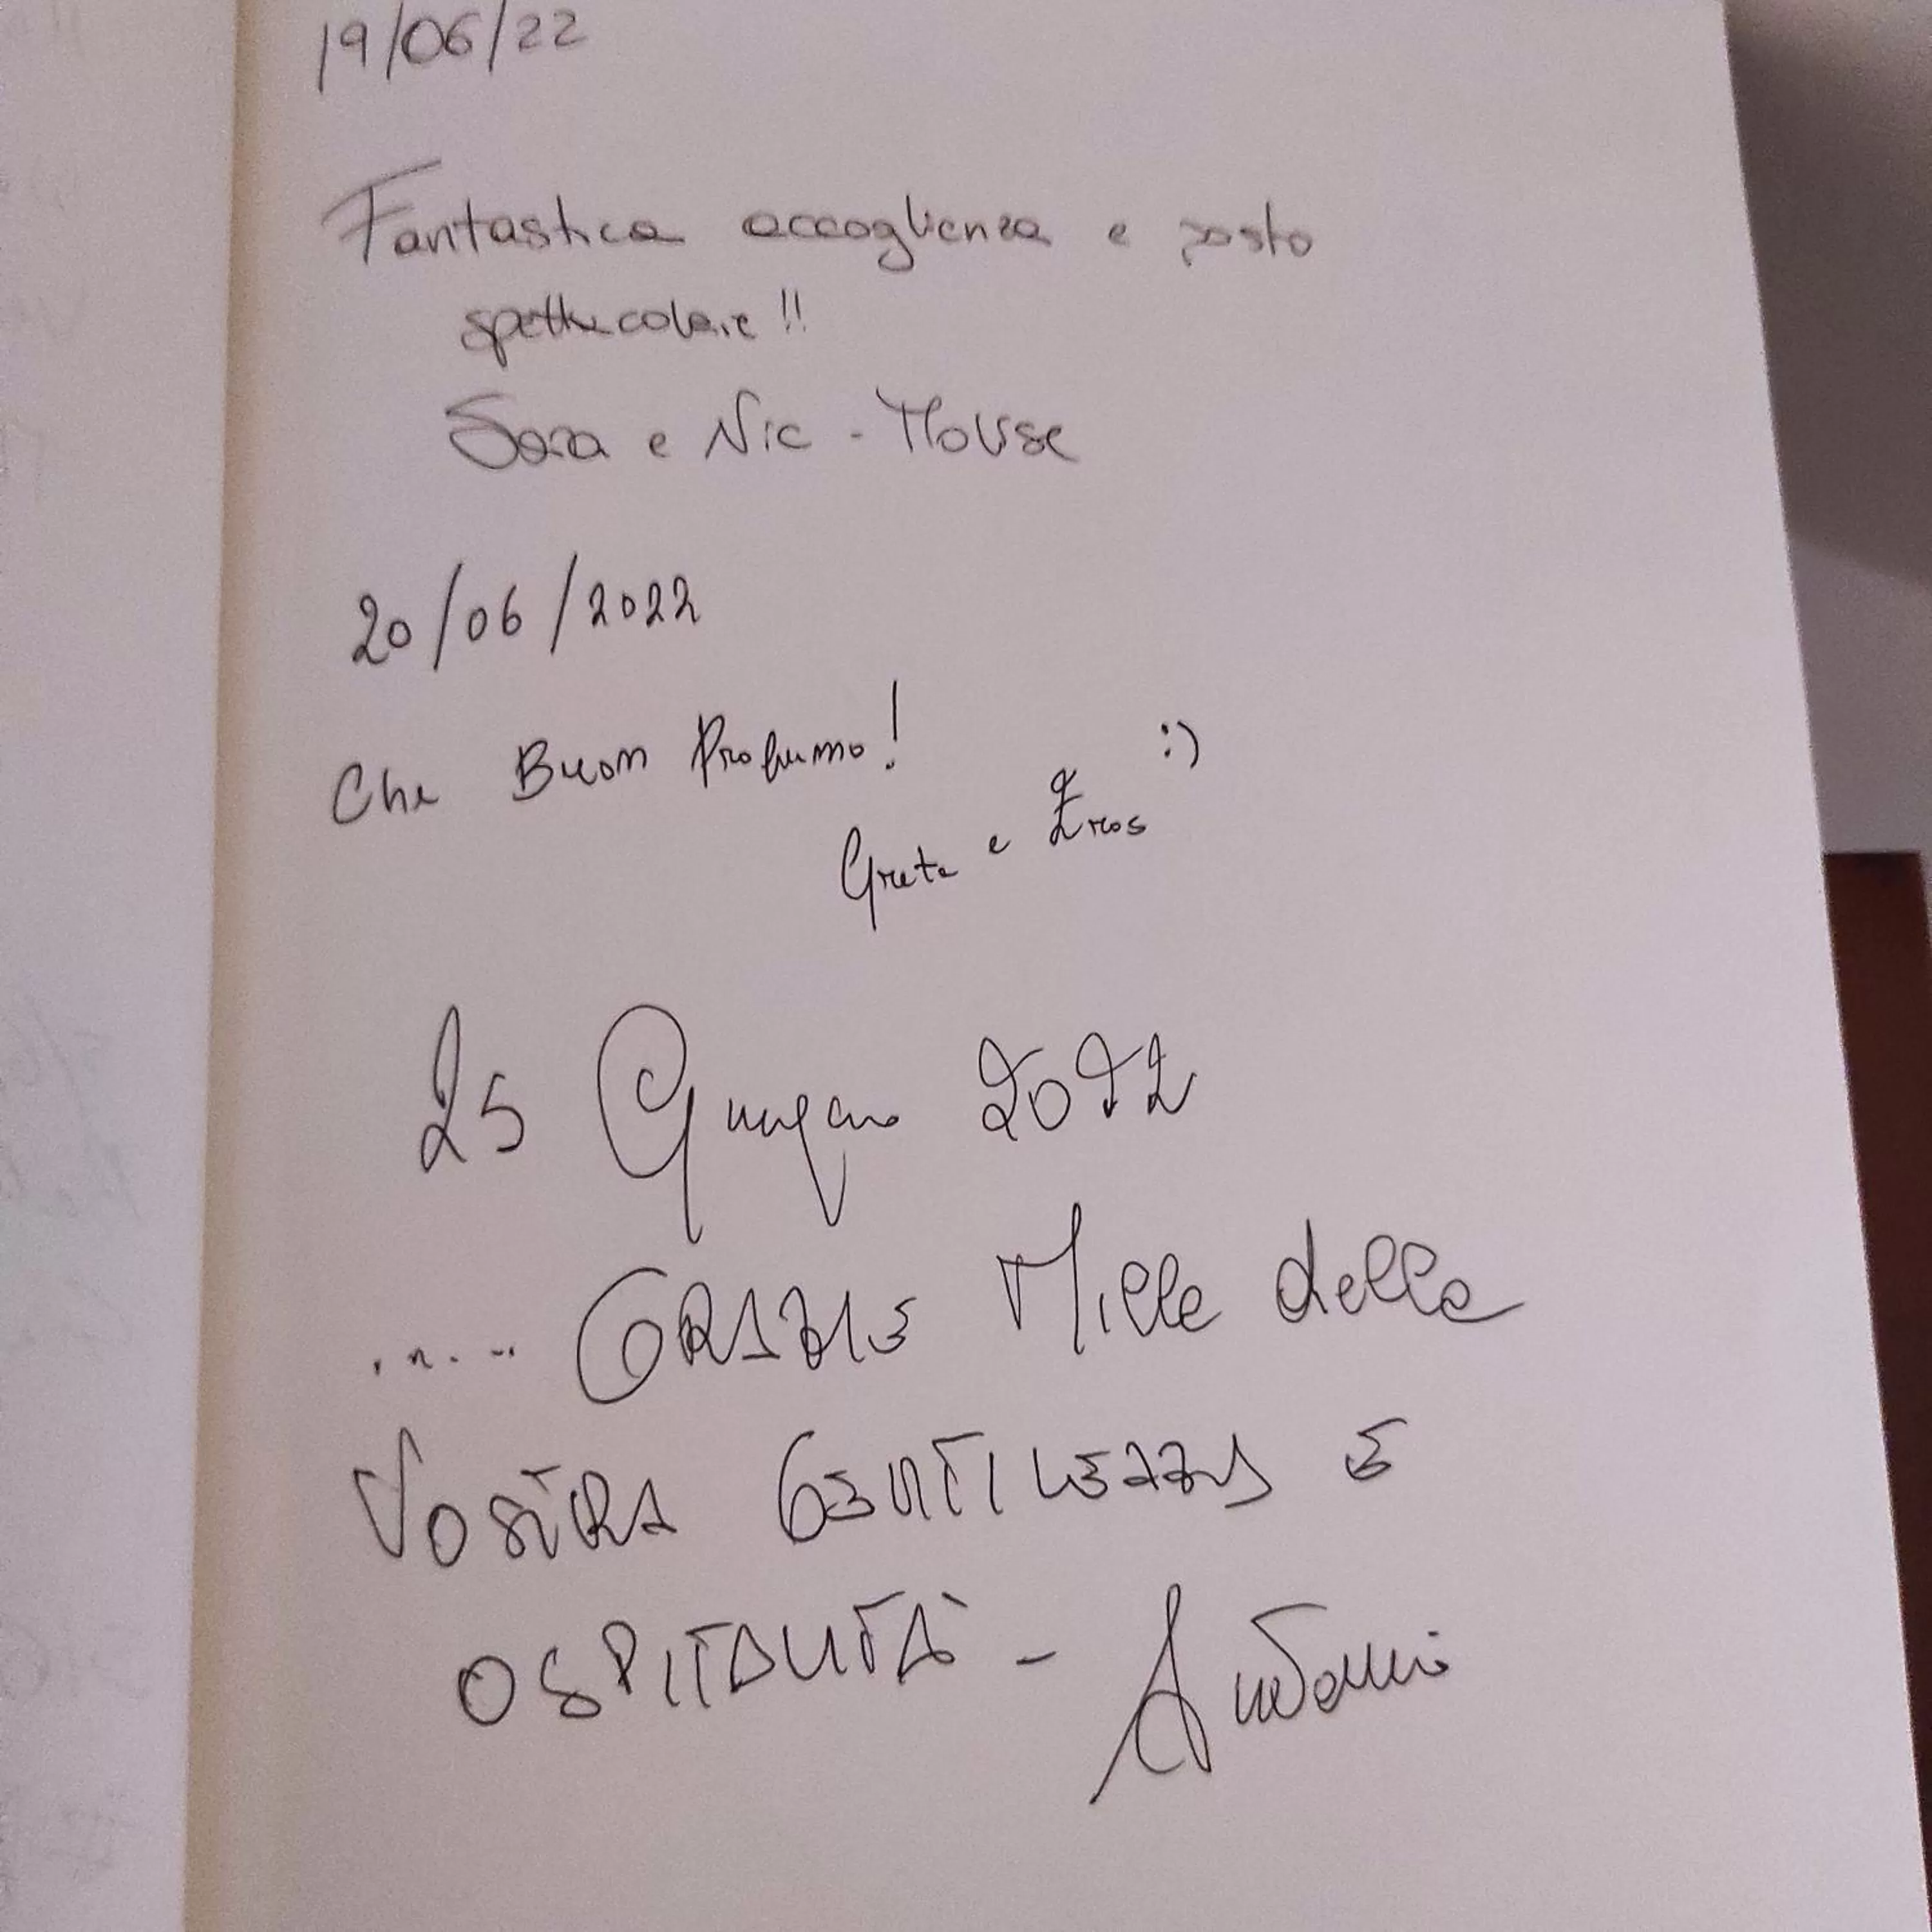 19/06/22
Fantastica accoglienza e posto
spettacolare!!
Sara e Nic - Mouse
20/06/2022
Che Buon Profumo!
:)
Greta e Eros
25 Giugno 2022
..... GRAZIE Mille della
VOSTRA GENTILEZZA E
OSPITALITÀ -